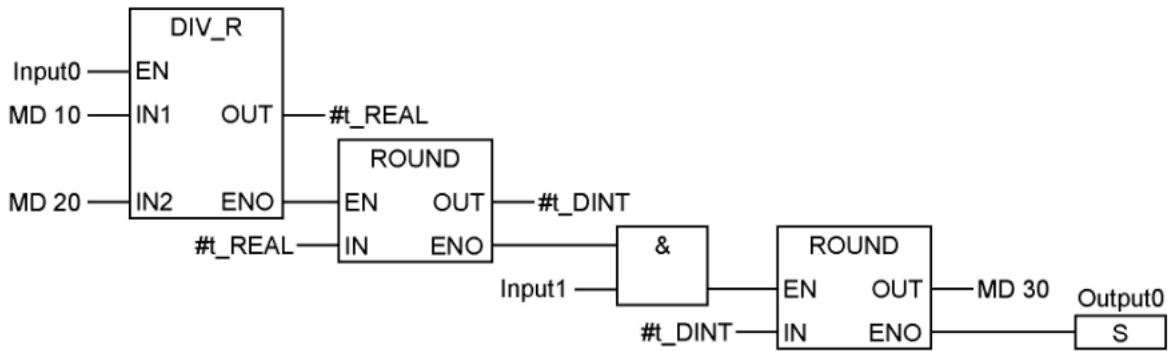 DIV_R
Input0 EN
MD 10 IN1 OUT #t_REAL
MD 20 IN2 ENO
ROUND
EN OUT #t_DINT
#t_REAL IN ENO
&
Input1
ROUND
EN OUT MD 30
#t_DINT IN ENO
Output0
S